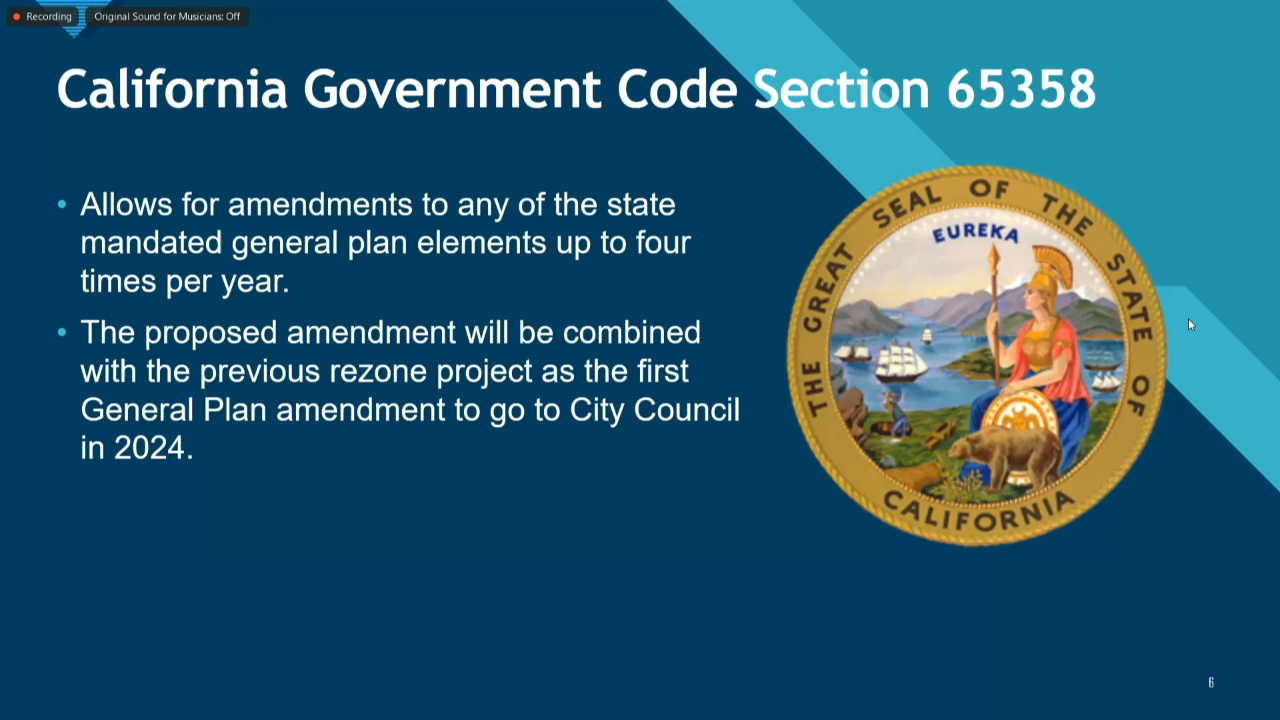 Recording
Original Sound for Musicians: Off
California Government Code Section 65358
• Allows for amendments to any of the state
mandated general plan elements up to four
times per year.
• The proposed amendment will be combined
with the previous rezone project as the first
General Plan amendment to go to City Council
in 2024.
THE GREAT SEAL OF THE STATE OF
EUREKA
CALIFORNIA
6